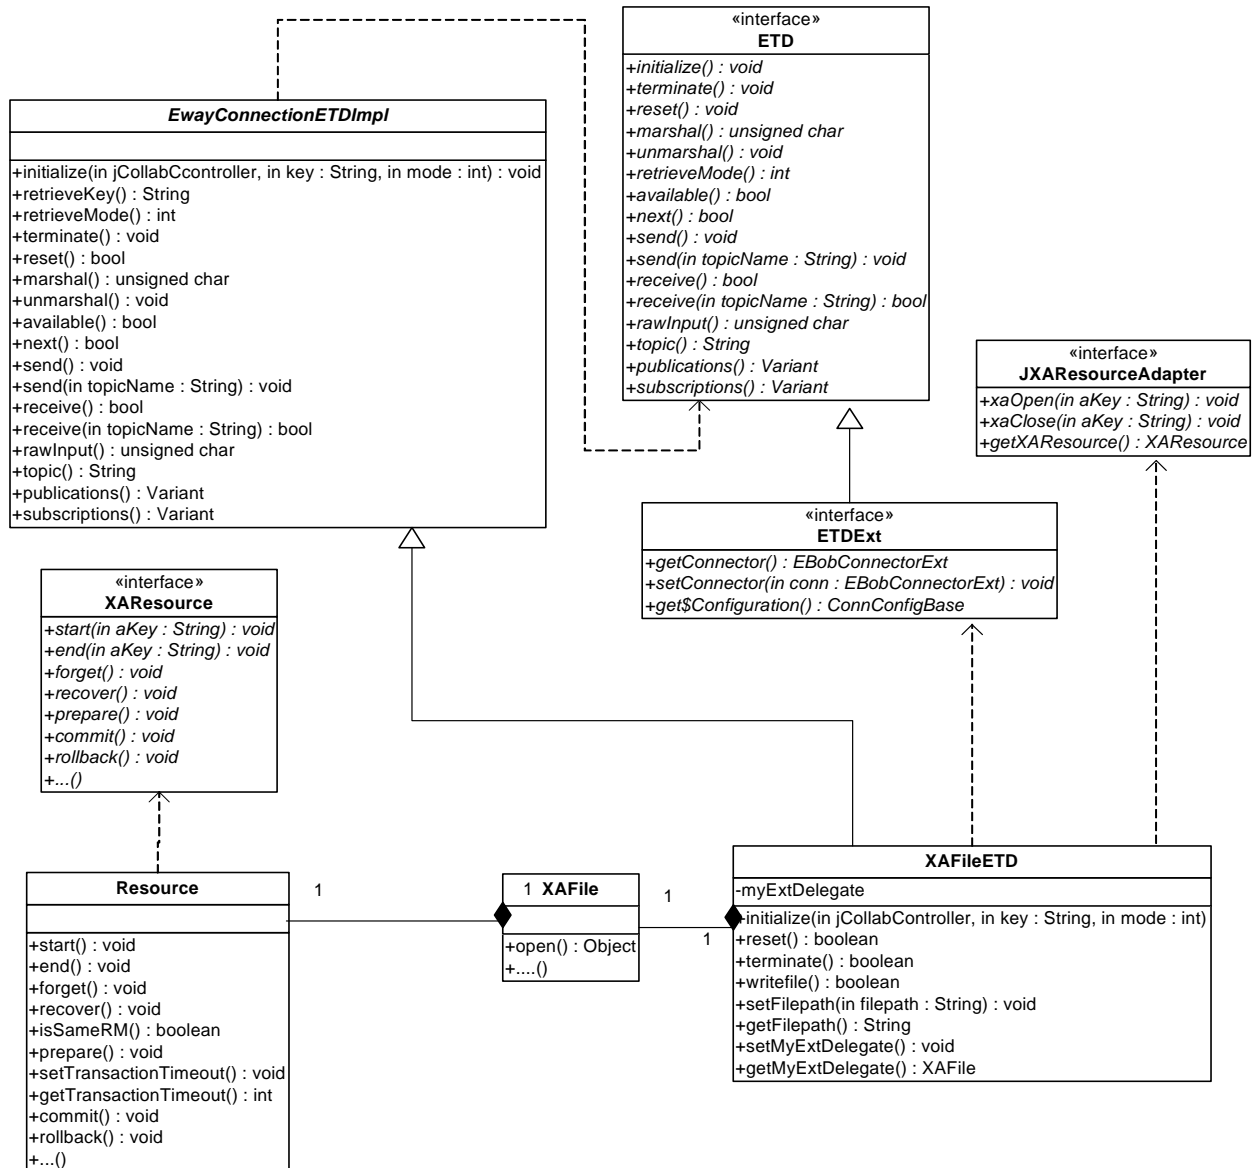 «interface»
ETD
+initialize() : void
+terminate() : void
+reset() : void
+marshal() : unsigned char
+unmarshal() : void
+retrieveMode() : int
+available() : bool
+next() : bool
+send() : void
+send(in topicName : String) : void
+receive() : bool
+receive(in topicName : String) : bool
+rawInput() : unsigned char
+topic() : String
+publications() : Variant
+subscriptions() : Variant
EwayConnectionETDImpl
+initialize(in jCollabCcontroller, in key : String, in mode : int) : void
+retrieveKey() : String
+retrieveMode() : int
+terminate() : void
+reset() : bool
+marshal() : unsigned char
+unmarshal() : void
+available() : bool
+next() : bool
+send() : void
+send(in topicName : String) : void
+receive() : bool
+receive(in topicName : String) : bool
+rawInput() : unsigned char
+topic() : String
+publications() : Variant
+subscriptions() : Variant
«interface»
JXAResourceAdapter
+xaOpen(in aKey : String) : void
+xaClose(in aKey : String) : void
+getXAResource() : XAResource
«interface»
ETDExt
+getConnector() : EBobConnectorExt
+setConnector(in conn : EBobConnectorExt) : void
+get$Configuration() : ConnConfigBase
«interface»
XAResource
+start(in aKey : String) : void
+end(in aKey : String) : void
+forget() : void
+recover() : void
+prepare() : void
+commit() : void
+rollback() : void
+...()
Resource
+start() : void
+end() : void
+forget() : void
+recover() : void
+isSameRM() : boolean
+prepare() : void
+setTransactionTimeout() : void
+getTransactionTimeout() : int
+commit() : void
+rollback() : void
+...()
1
1
XAFile
+open() : Object
+....()
1
1
XAFileETD
-myExtDelegate
+initialize(in jCollabController, in key : String, in mode : int)
+reset() : boolean
+terminate() : boolean
+writefile() : boolean
+setFilepath(in filepath : String) : void
+getFilepath() : String
+setMyExtDelegate() : void
+getMyExtDelegate() : XAFile